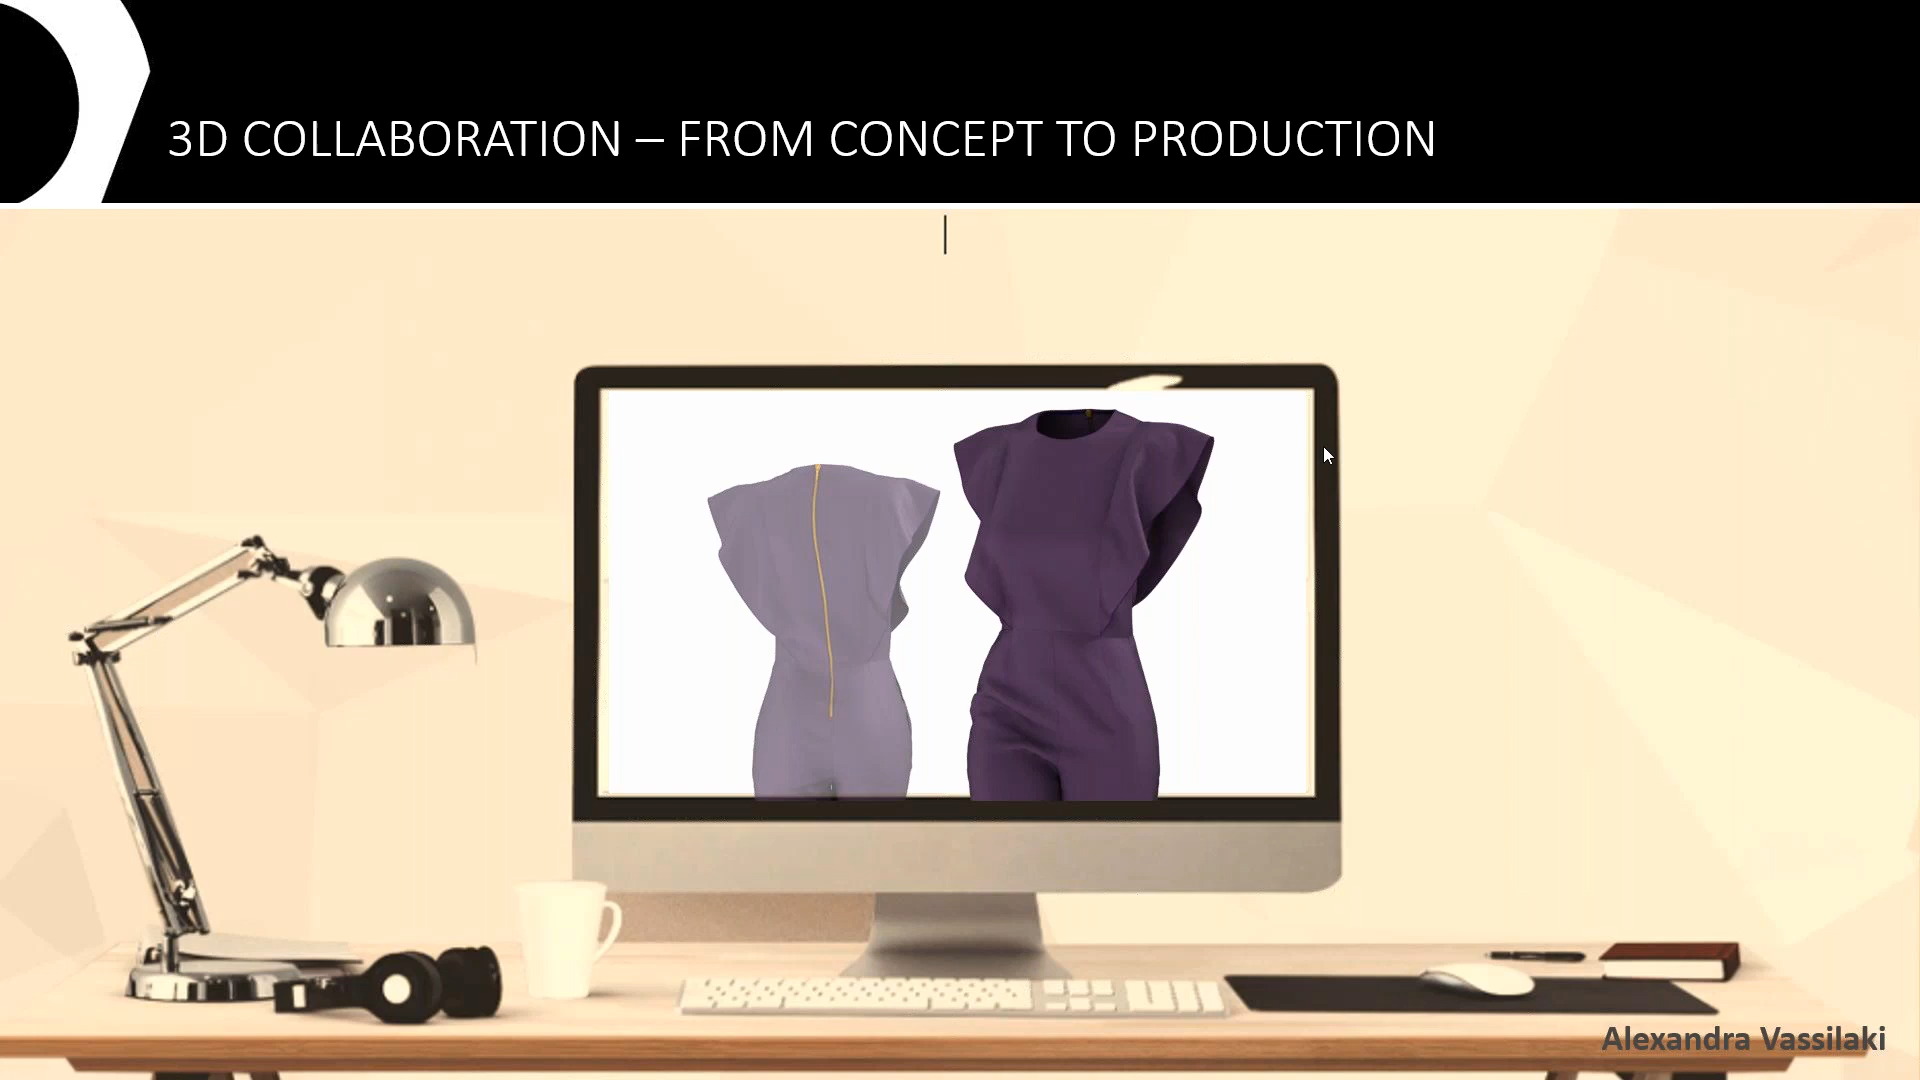 3D COLLABORATION – FROM CONCEPT TO PRODUCTION
Alexandra Vassilaki